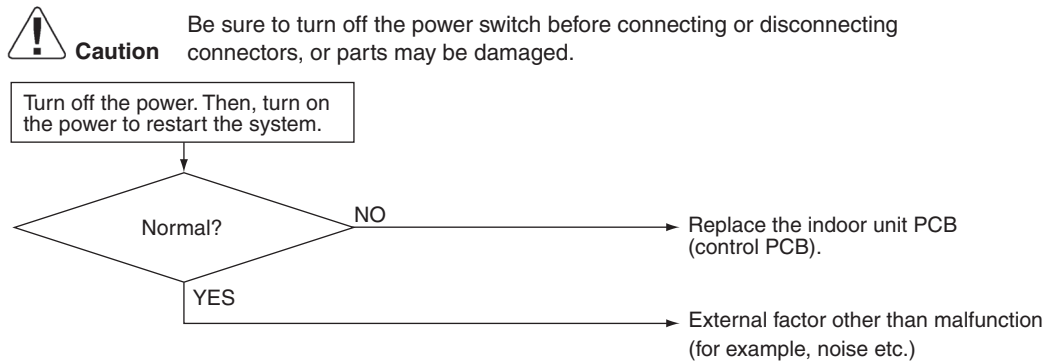 Be sure to turn off the power switch before connecting or disconnecting
Caution connectors, or parts may be damaged.
Turn off the power. Then, turn on
the power to restart the system.
Normal?
NO
Replace the indoor unit PCB
(control PCB).
YES
External factor other than malfunction
(for example, noise etc.)